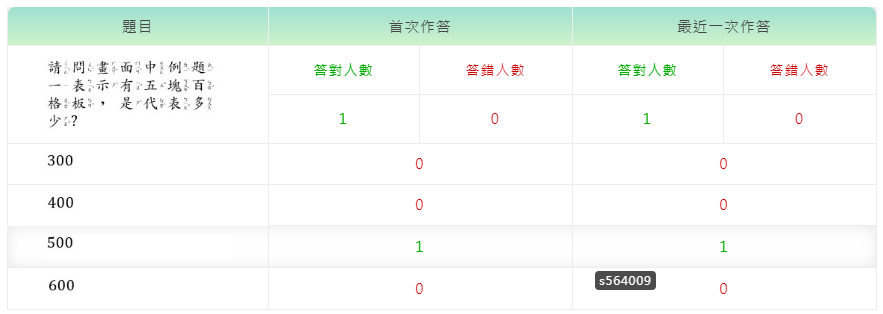 題目 首次作答 最近一次作答
請問畫面中例題
一表示有五塊百
格板，是代表多
少？
答對人數 答錯人數 答對人數 答錯人數
1 0 1 0
300 0 0
400 0 0
500 1 1
s564009
600 0 0